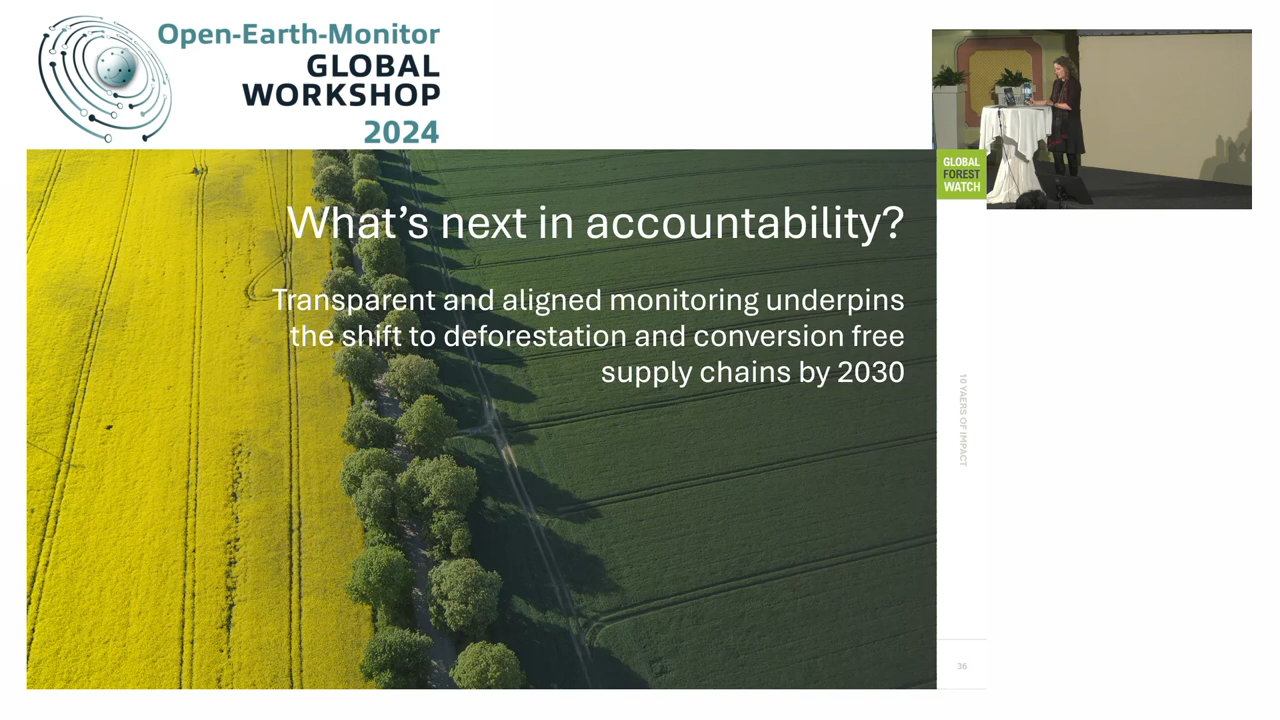 Open-Earth-Monitor
GLOBAL
WORKSHOP
2024
GLOBAL
FOREST
WATCH
What's next in accountability?
Transparent and aligned monitoring underpins
the shift to deforestation and conversion free
supply chains by 2030
10 YAERS OF IMPACT
36